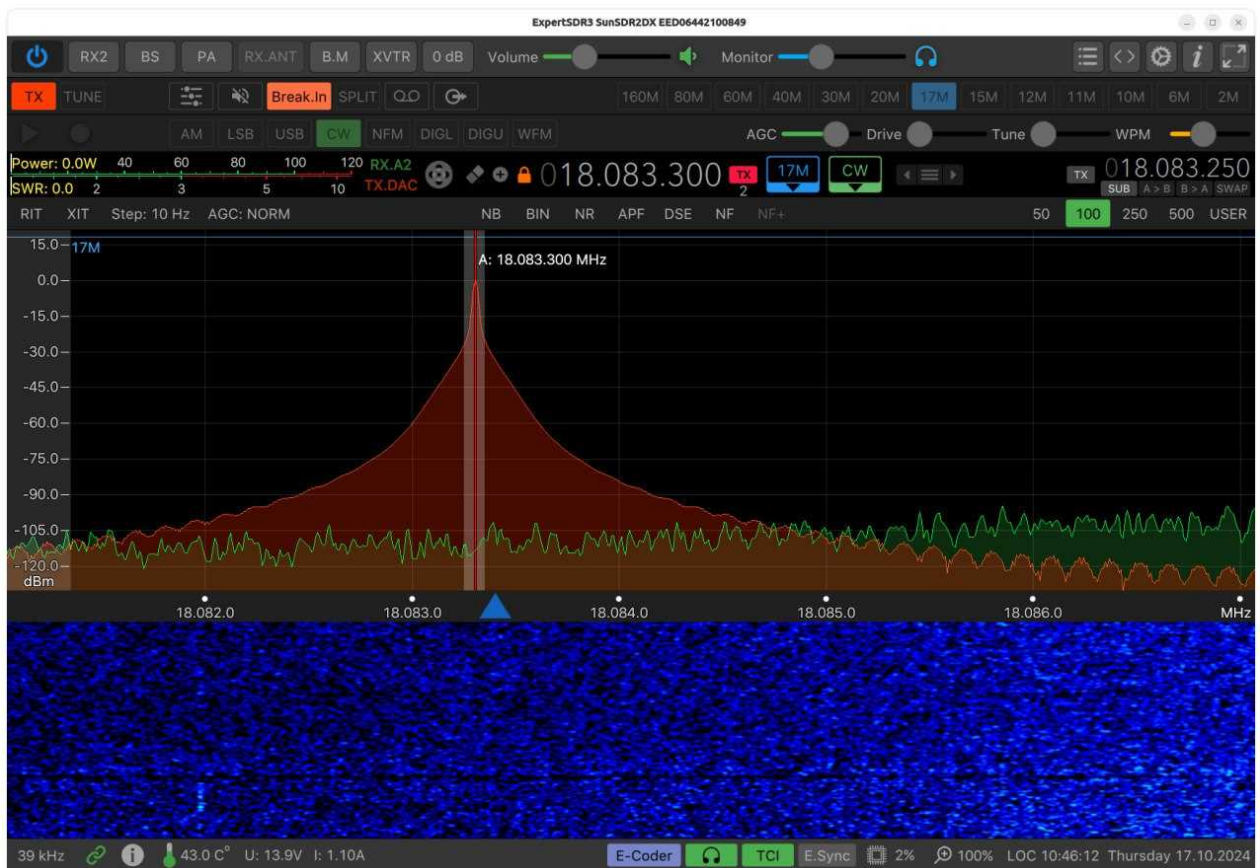 ExpertSDR3 SunSDR2DX EED06442100849
RX2 BS PA RX.ANT B.M XVTR 0 dB Volume Monitor
TX TUNE Break.In SPLIT 160M 80M 60M 40M 30M 20M 17M 15M 12M 11M 10M 6M 2M
AM LSB USB CW NFM DIGL DIGU WFM AGC Drive Tune WPM
Power: 0.0W 40 60 80 100 120 RX.A2
SWR: 0.0 2 3 5 10 TX.DAC
018.083.300 TX 2 17M CW TX 018.083.250
SUB A > B B > A SWAP
RIT XIT Step: 10 Hz AGC: NORM NB BIN NR APF DSE NF NF+ 50 100 250 500 USER
15.0 17M
A: 18.083.300 MHz
0.0
-15.0
-30.0
-45.0
-60.0
-75.0
-90.0
-105.0
-120.0
dBm
18.082.0 18.083.0 18.084.0 18.085.0 18.086.0 MHz
39 kHz 43.0 C° U: 13.9V I: 1.10A E-Coder TCI E.Sync 2% 100% LOC 10:46:12 Thursday 17.10.2024